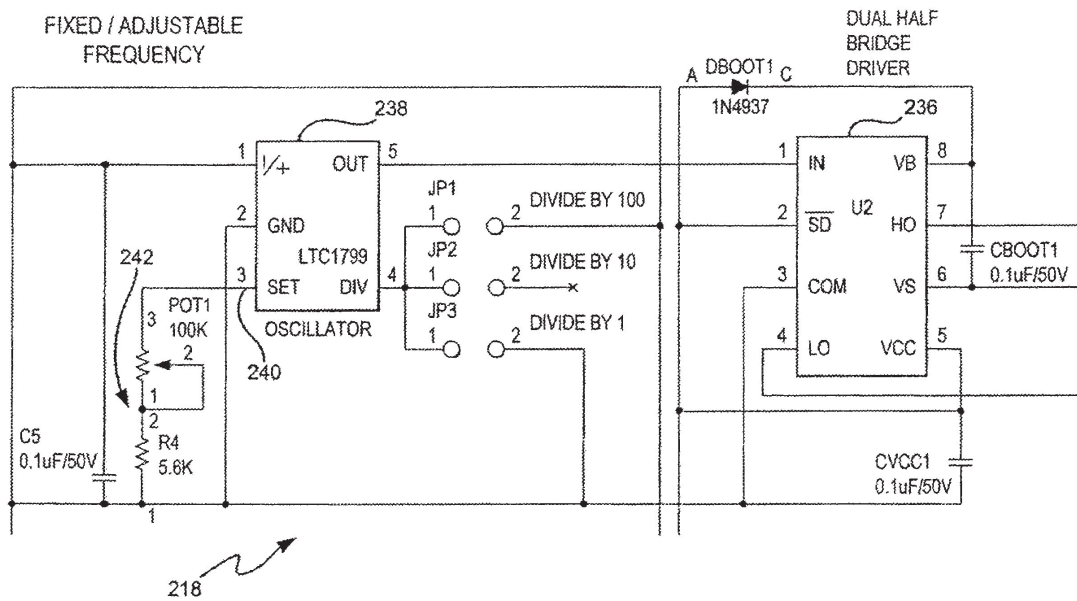 FIXED / ADJUSTABLE
FREQUENCY
DUAL HALF
BRIDGE
DRIVER
A DBOOT1 C
1N4937
238
236
1 I/+ OUT 5
2 GND
LTC1799
3 SET DIV 4
OSCILLATOR
240
242
POT1
100K
3
2
1
2
R4
5.6K
C5
0.1uF/50V
1
JP1
1 2 DIVIDE BY 100
JP2
1 2 DIVIDE BY 10
JP3
1 2 DIVIDE BY 1
1 IN VB 8
U2
2 SD HO 7
3 COM VS 6
4 LO VCC 5
CBOOT1
0.1uF/50V
CVCC1
0.1uF/50V
218